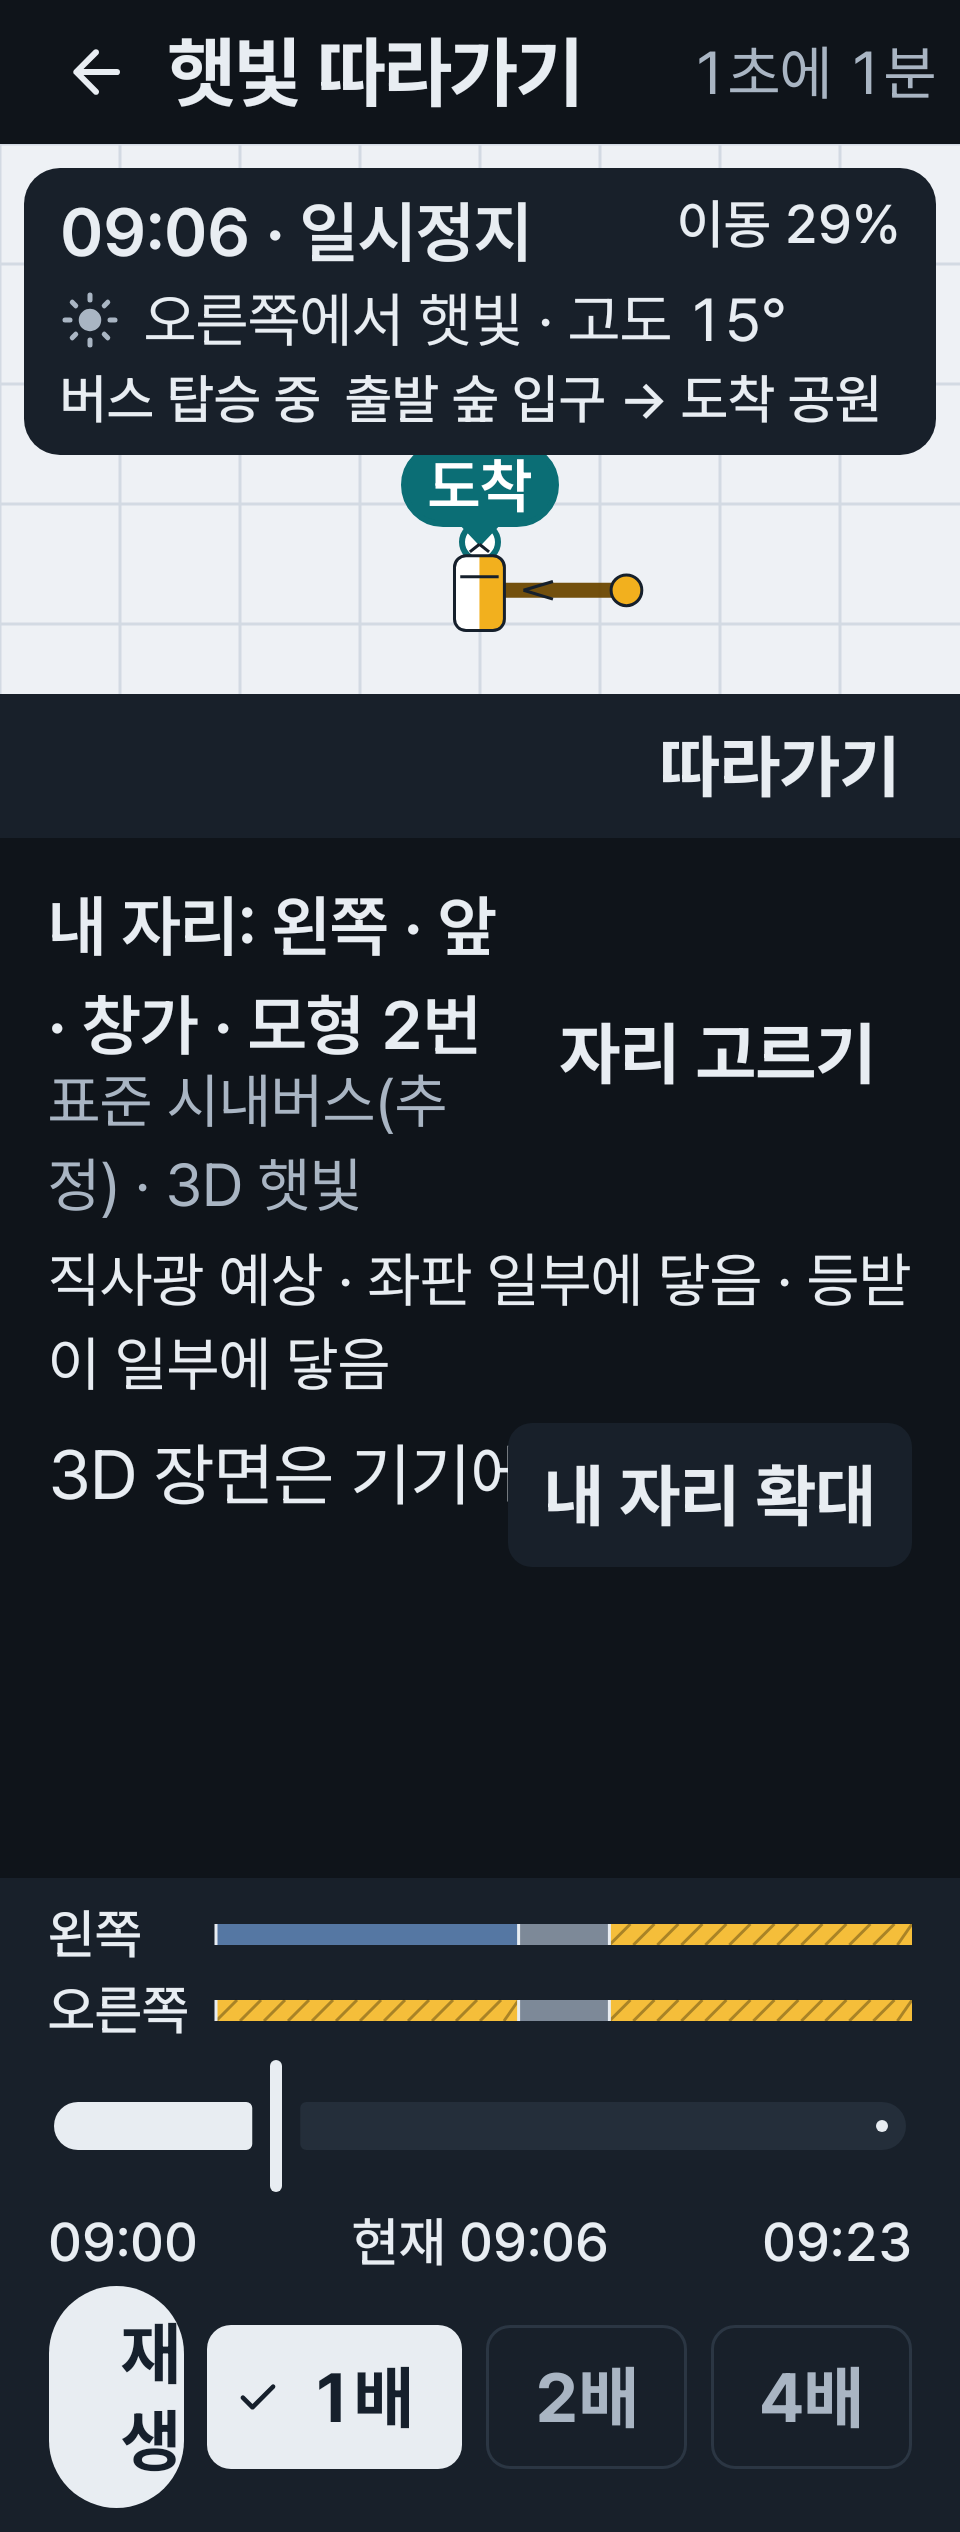 햇빛 따라가기
1초에 1분
09:06 · 일시정지
이동 29%
오른쪽에서 햇빛 · 고도 15°
버스 탑승 중 출발 숲 입구 → 도착 공원
도착
따라가기
내 자리: 왼쪽 · 앞
· 창가 · 모형 2번
자리 고르기
표준 시내버스(추
정) · 3D 햇빛
직사광 예상 · 좌판 일부에 닿음 · 등받
이 일부에 닿음
3D 장면은 기기에
내 자리 확대
왼쪽
오른쪽
09:00
현재 09:06
09:23
재
생
1배
2배
4배